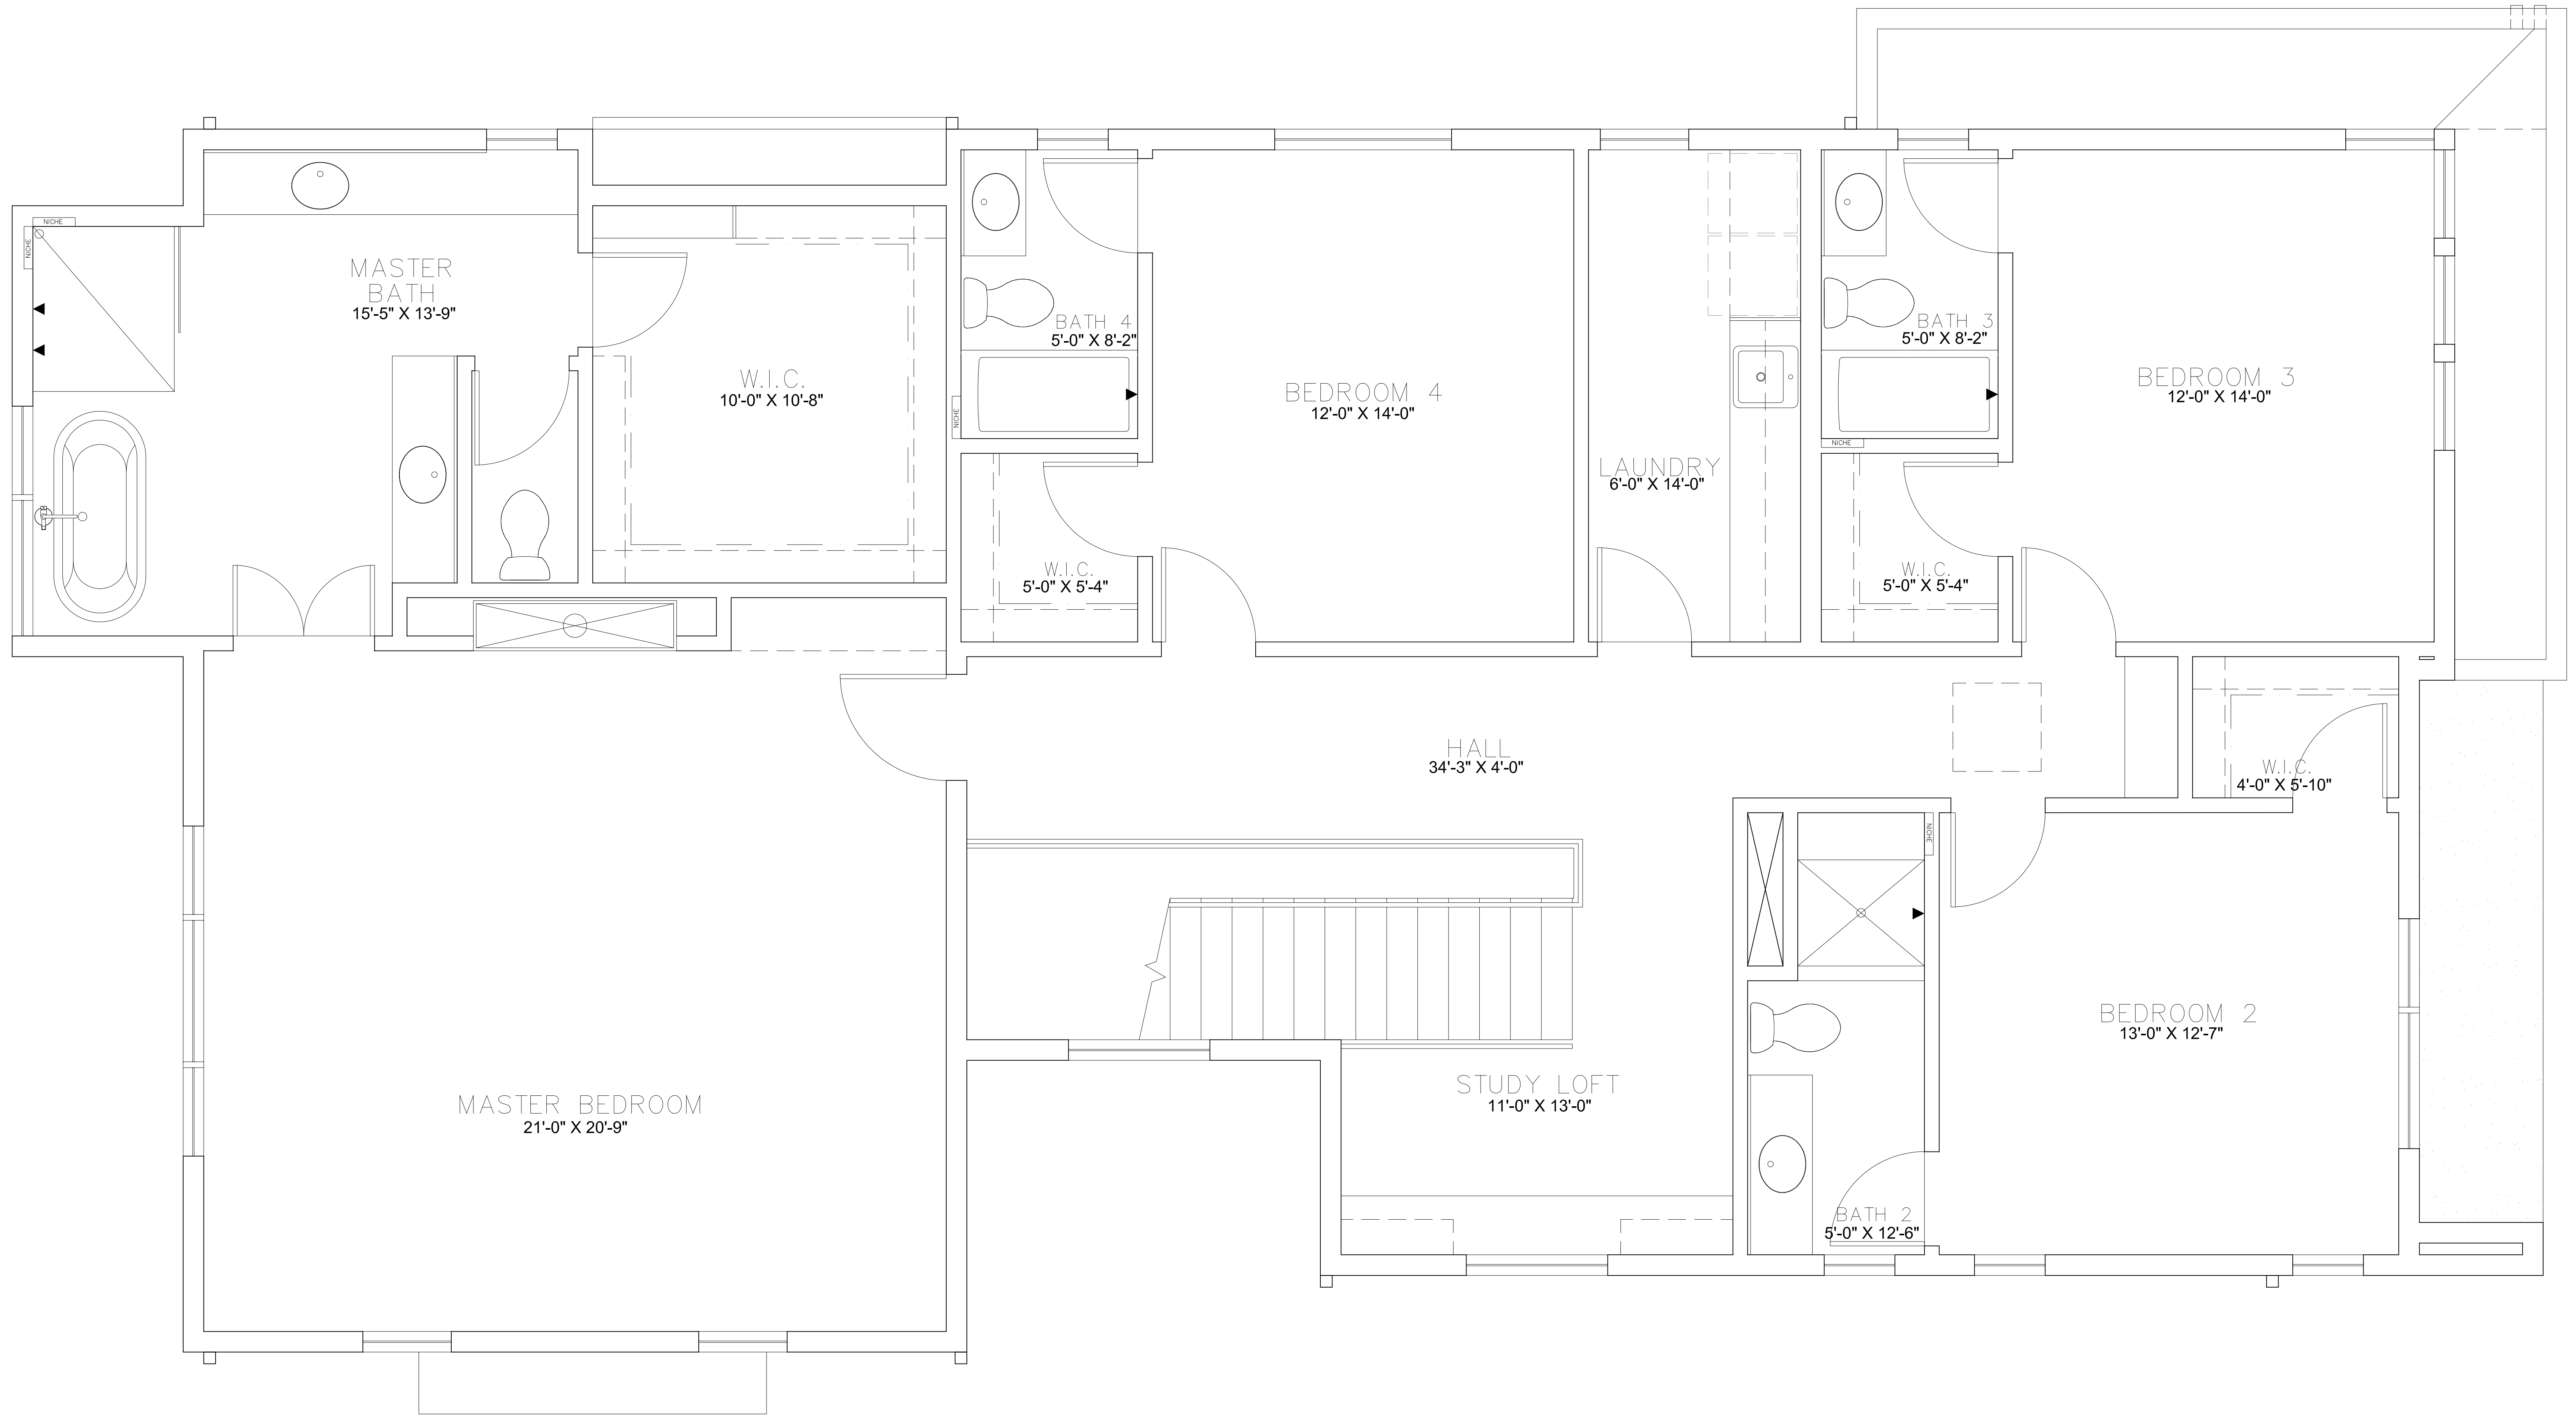 NICHE
NICHE
MASTER
BATH
15'-5" X 13'-9"
W.I.C.
10'-0" X 10'-8"
BATH 4
5'-0" X 8'-2"
NICHE
BEDROOM 4
12'-0" X 14'-0"
W.I.C.
5'-0" X 5'-4"
LAUNDRY
6'-0" X 14'-0"
BATH 3
5'-0" X 8'-2"
NICHE
BEDROOM 3
12'-0" X 14'-0"
W.I.C.
5'-0" X 5'-4"
HALL
34'-3" X 4'-0"
W.I.C.
4'-0" X 5'-10"
NICHE
MASTER BEDROOM
21'-0" X 20'-9"
STUDY LOFT
11'-0" X 13'-0"
BEDROOM 2
13'-0" X 12'-7"
BATH 2
5'-0" X 12'-6"